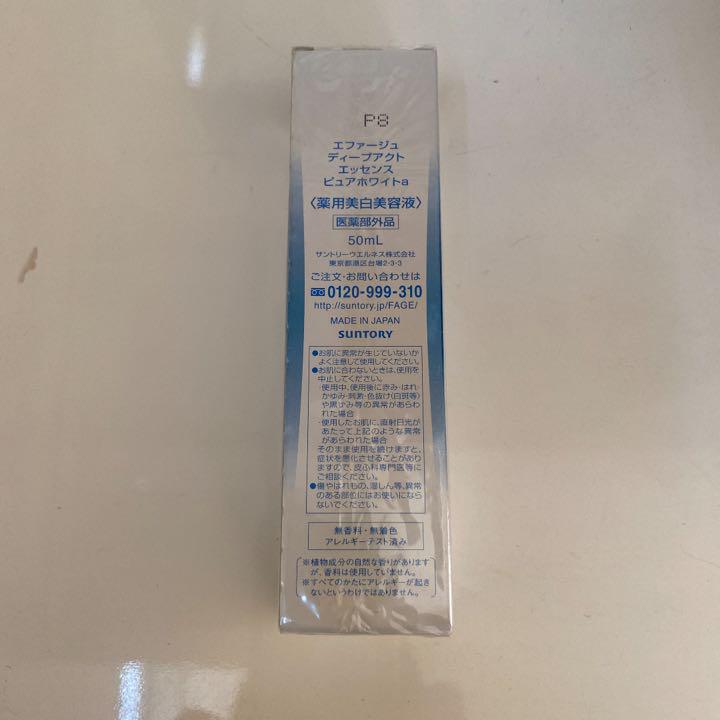 P8
エファージュ
ディープアクト
エッセンス
ピュアホワイトa
〈薬用美白美容液〉
医薬部外品
50mL
サントリーウエルネス株式会社
東京都港区台場2-3-3
ご注文・お問い合わせは
0120-999-310
http://suntory.jp/FAGE/
MADE IN JAPAN
SUNTORY
●お肌に異常が生じていないか
よく注意して使用してください。
●お肌に合わないときは、使用を
中止してください。
・使用中、使用後に赤み・はれ・
かゆみ・刺激・色抜け(白斑等)
や黒ずみ等の異常があらわ
れた場合
・使用したお肌に、直射日光が
あたって上記のような異常
があらわれた場合
そのまま使用を続けますと、
症状を悪化させることがあり
ますので、皮ふ科専門医等に
ご相談ください。
●傷やはれもの、湿しん等、異常
のある部位にはお使いになら
ないでください。
無香料・無着色
アレルギーテスト済み
※植物成分の自然な香りがあります
が、香料は使用していません。
※すべてのかたにアレルギーが起き
ないというわけではありません。